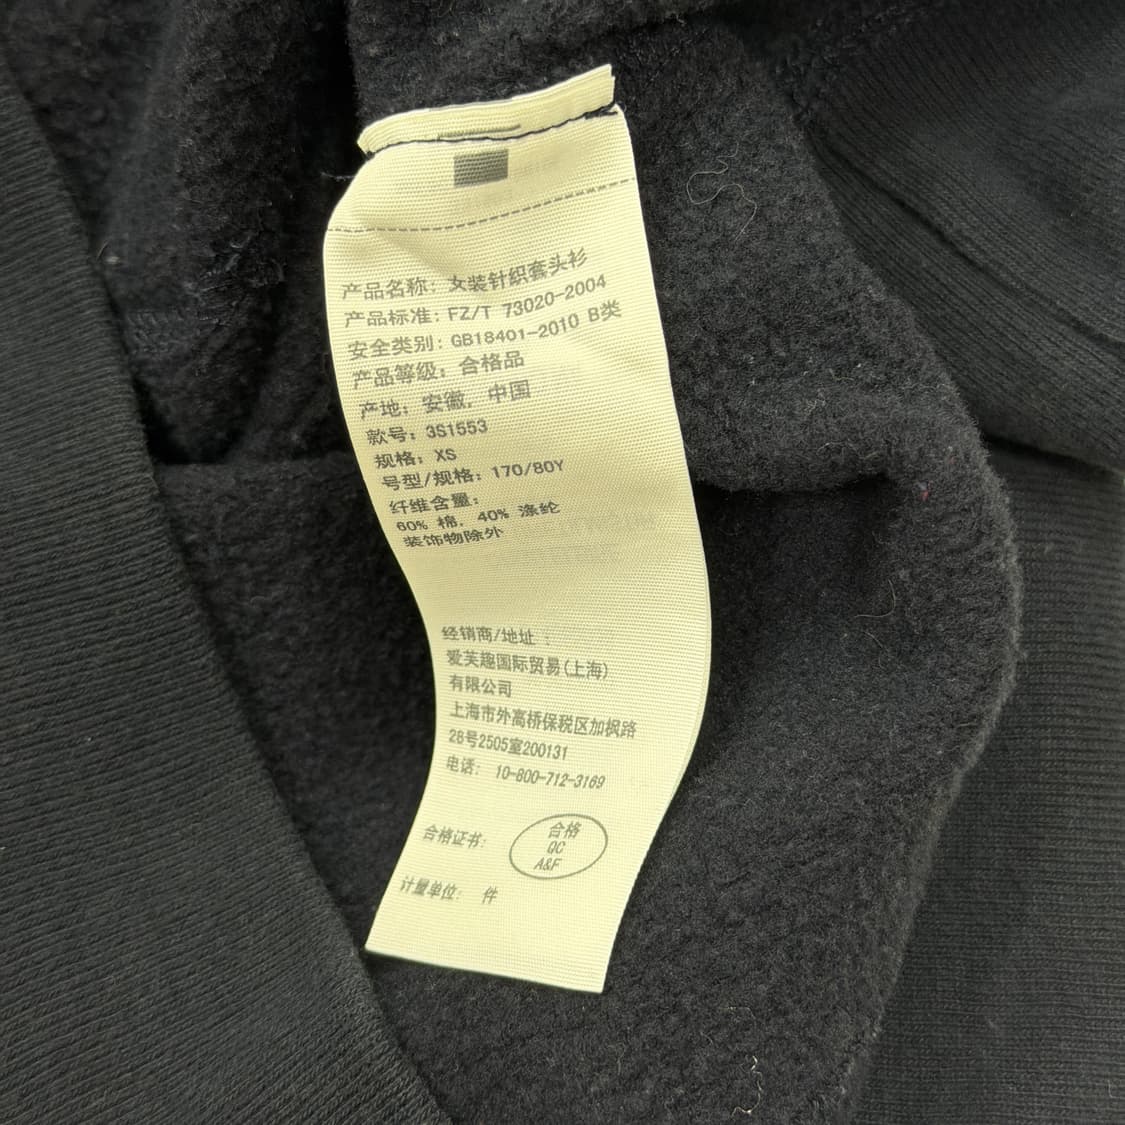 产品名称: 女装针织套头衫
产品标准: FZ/T 73020-2004
安全类别: GB18401-2010 B类
产品等级: 合格品
产地: 安徽, 中国
款号: 3S1553
规格: XS
号型/规格: 170/80Y
纤维含量:
60% 棉, 40% 涤纶
装饰物除外
经销商/地址 :
爱芙趣国际贸易(上海)
有限公司
上海市外高桥保税区加枫路
28号2505室200131
电话: 10-800-712-3169
合格证书:
合格
QC
A&F
计量单位: 件